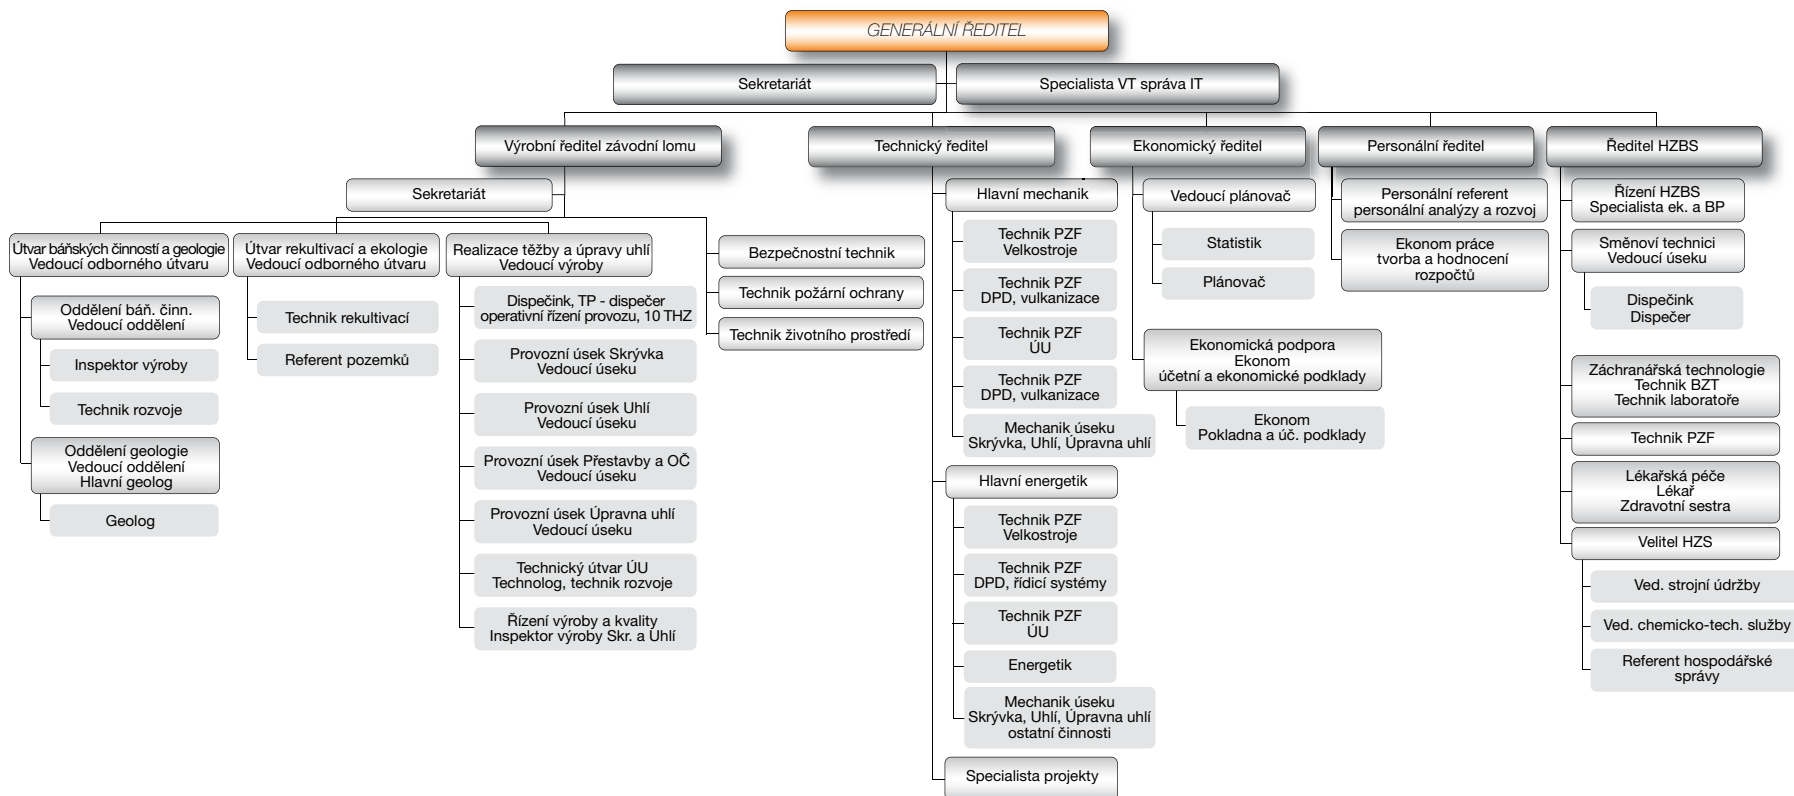 GENERÁLNÍ ŘEDITEL
Sekretariát
Specialista VT správa IT
Výrobní ředitel závodní lomu
Technický ředitel
Ekonomický ředitel
Personální ředitel
Ředitel HZBS
Sekretariát
Útvar báňských činností a geologie
Vedoucí odborného útvaru
Oddělení báň. činn.
Vedoucí oddělení
Inspektor výroby
Technik rozvoje
Oddělení geologie
Vedoucí oddělení
Hlavní geolog
Geolog
Útvar rekultivací a ekologie
Vedoucí odborného útvaru
Technik rekultivací
Referent pozemků
Realizace těžby a úpravy uhlí
Vedoucí výroby
Dispečink, TP - dispečer
operativní řízení provozu, 10 THZ
Provozní úsek Skrývka
Vedoucí úseku
Provozní úsek Uhlí
Vedoucí úseku
Provozní úsek Přestavby a OČ
Vedoucí úseku
Provozní úsek Úpravna uhlí
Vedoucí úseku
Technický útvar ÚU
Technolog, technik rozvoje
Řízení výroby a kvality
Inspektor výroby Skr. a Uhlí
Bezpečnostní technik
Technik požární ochrany
Technik životního prostředí
Hlavní mechanik
Technik PZF
Velkostroje
Technik PZF
DPD, vulkanizace
Technik PZF
ÚU
Technik PZF
DPD, vulkanizace
Mechanik úseku
Skrývka, Uhlí, Úpravna uhlí
Hlavní energetik
Technik PZF
Velkostroje
Technik PZF
DPD, řídicí systémy
Technik PZF
ÚU
Energetik
Mechanik úseku
Skrývka, Uhlí, Úpravna uhlí
ostatní činnosti
Specialista projekty
Vedoucí plánovač
Statistik
Plánovač
Ekonomická podpora
Ekonom
účetní a ekonomické podklady
Ekonom
Pokladna a úč. podklady
Personální referent
personální analýzy a rozvoj
Ekonom práce
tvorba a hodnocení
rozpočtů
Řízení HZBS
Specialista ek. a BP
Směnoví technici
Vedoucí úseku
Dispečink
Dispečer
Záchranářská technologie
Technik BZT
Technik laboratoře
Technik PZF
Lékařská péče
Lékař
Zdravotní sestra
Velitel HZS
Ved. strojní údržby
Ved. chemicko-tech. služby
Referent hospodářské
správy